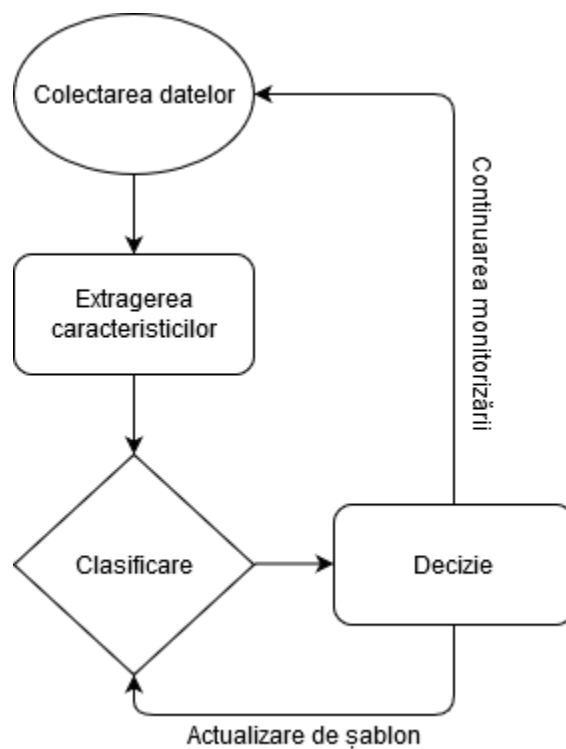 Colectarea datelor
Extragerea
caracteristicilor
Clasificare
Decizie
Continuarea monitorizării
Actualizare de șablon